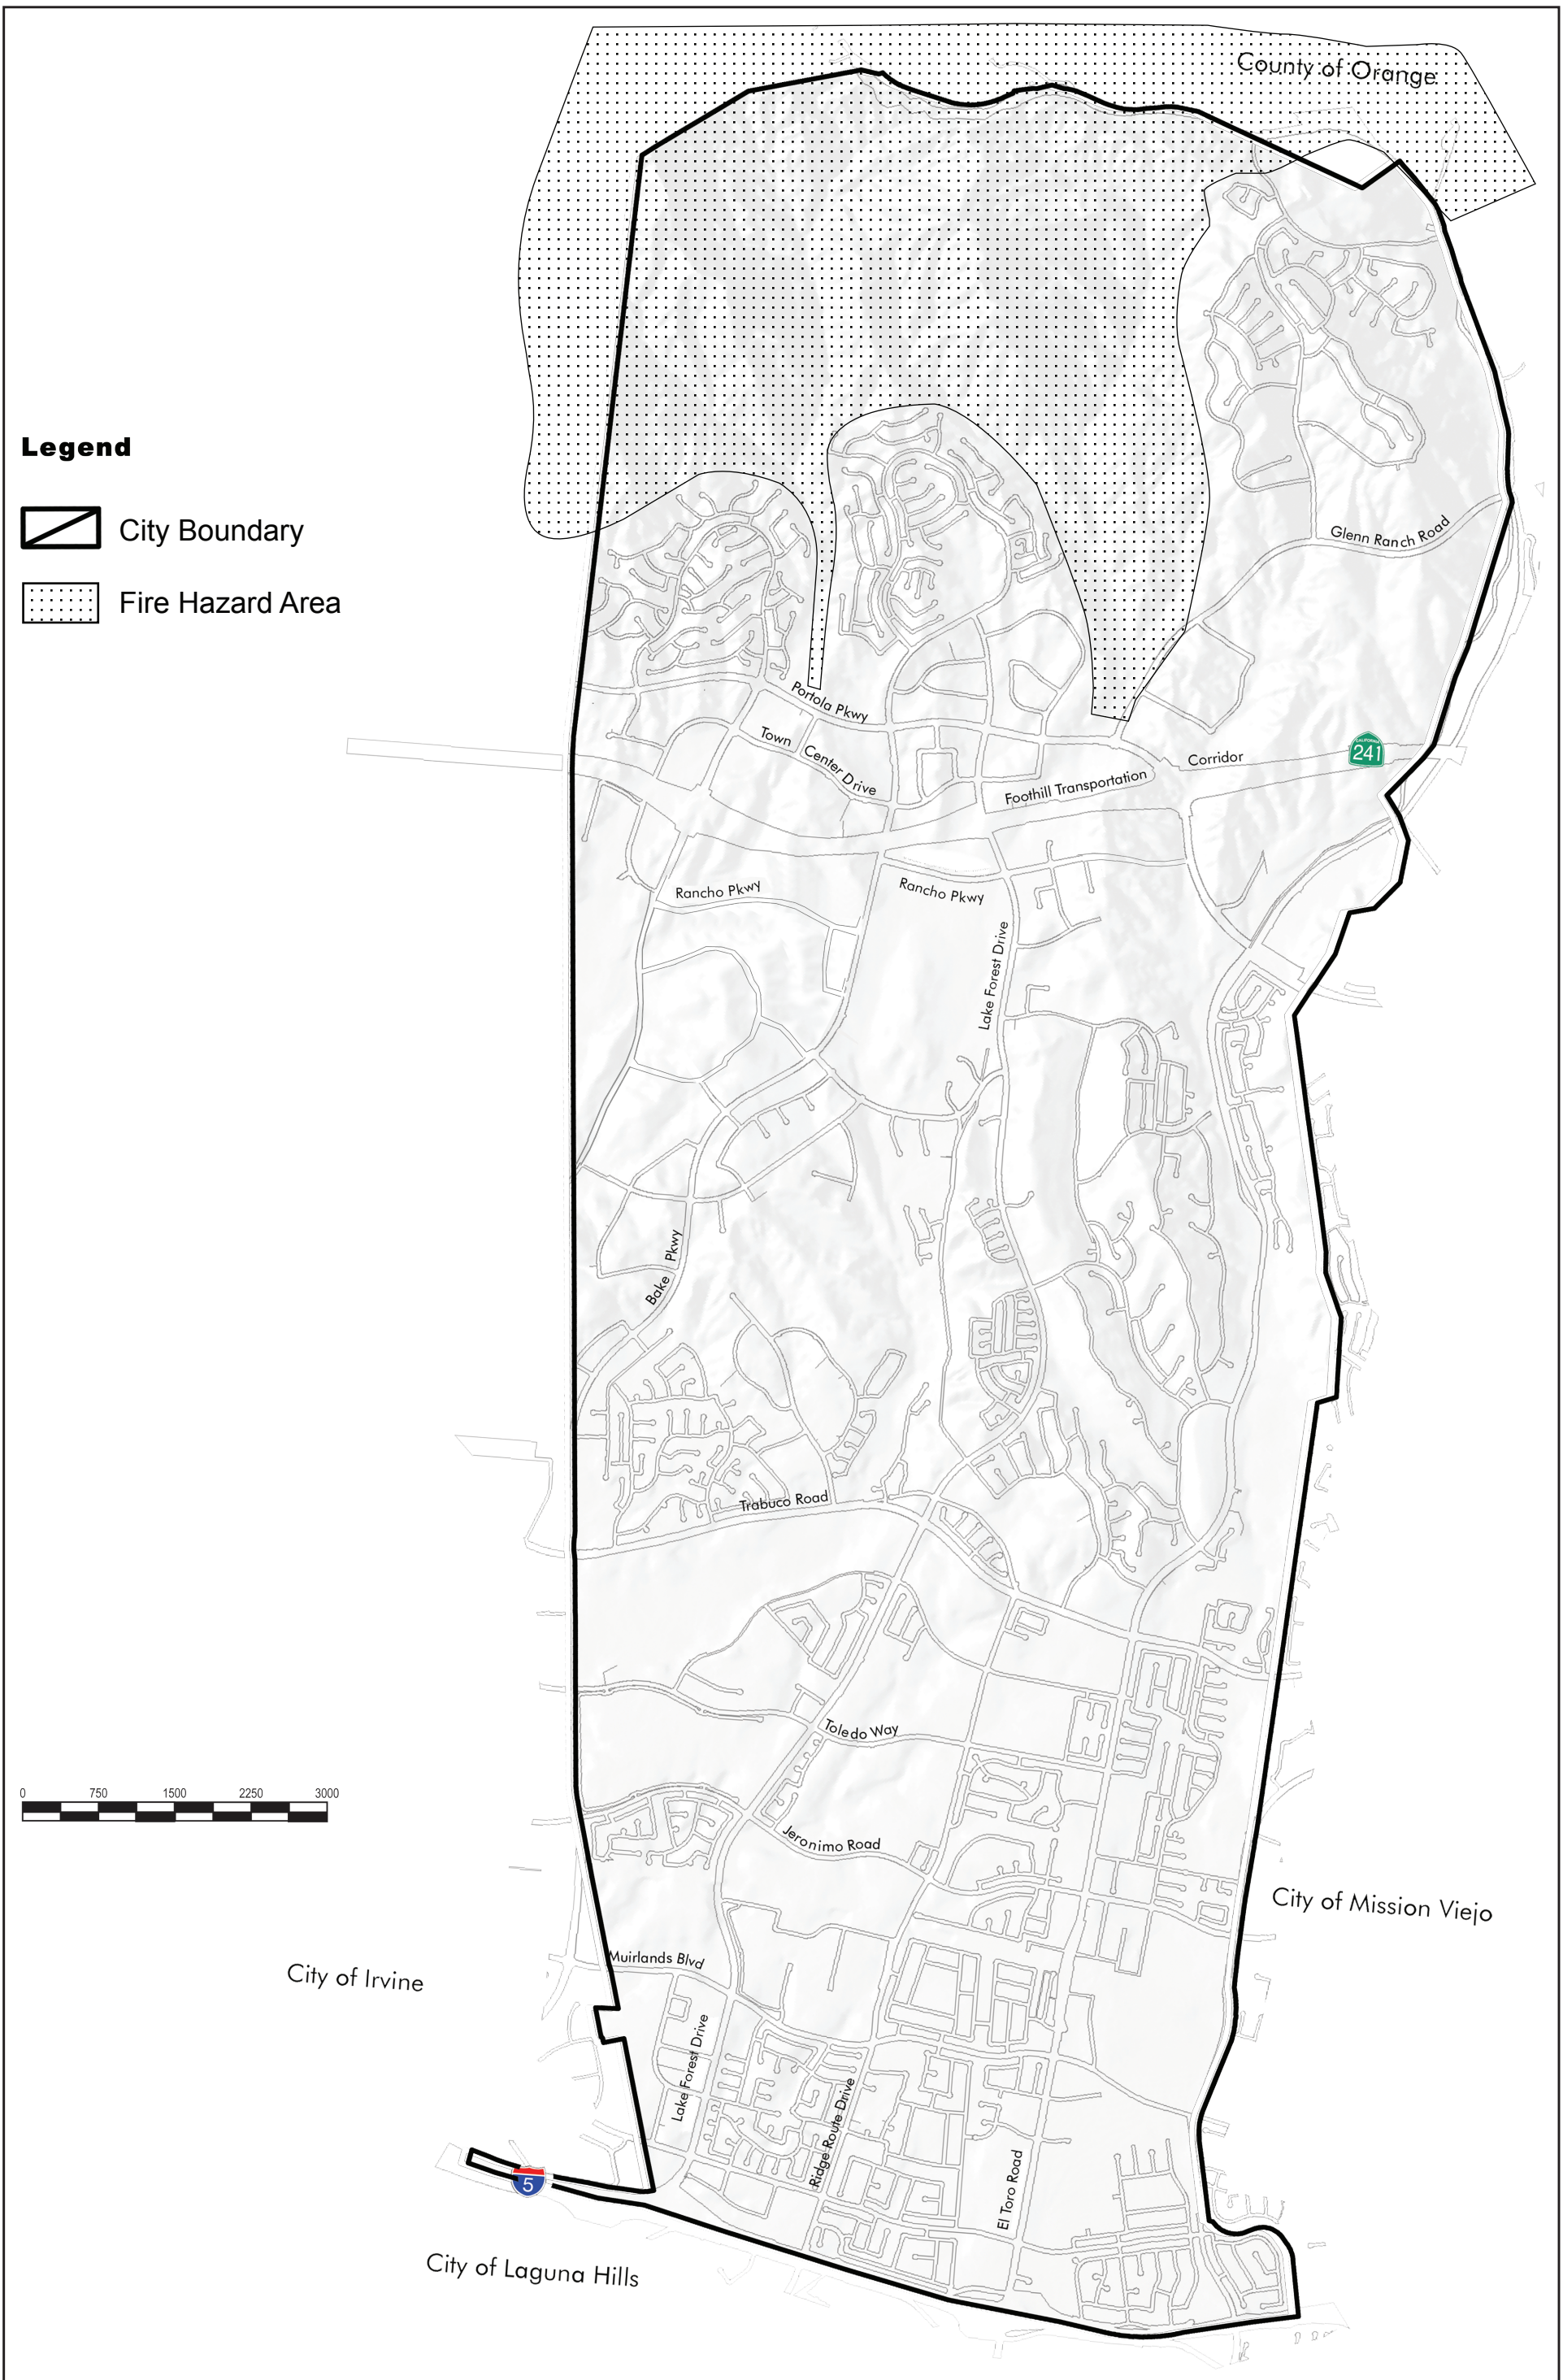 County of Orange
Legend
City Boundary
Fire Hazard Area
Glenn Ranch Road
Portola Pkwy
Town Center Drive
CALIFORNIA
241
Corridor
Foothill Transportation
Rancho Pkwy
Rancho Pkwy
Lake Forest Drive
Bake Pkwy
Trabuco Road
Toledo Way
0 750 1500 2250 3000
Jeronimo Road
City of Mission Viejo
Muirlands Blvd
City of Irvine
Lake Forest Drive
Ridge Route Drive
El Toro Road
5
City of Laguna Hills